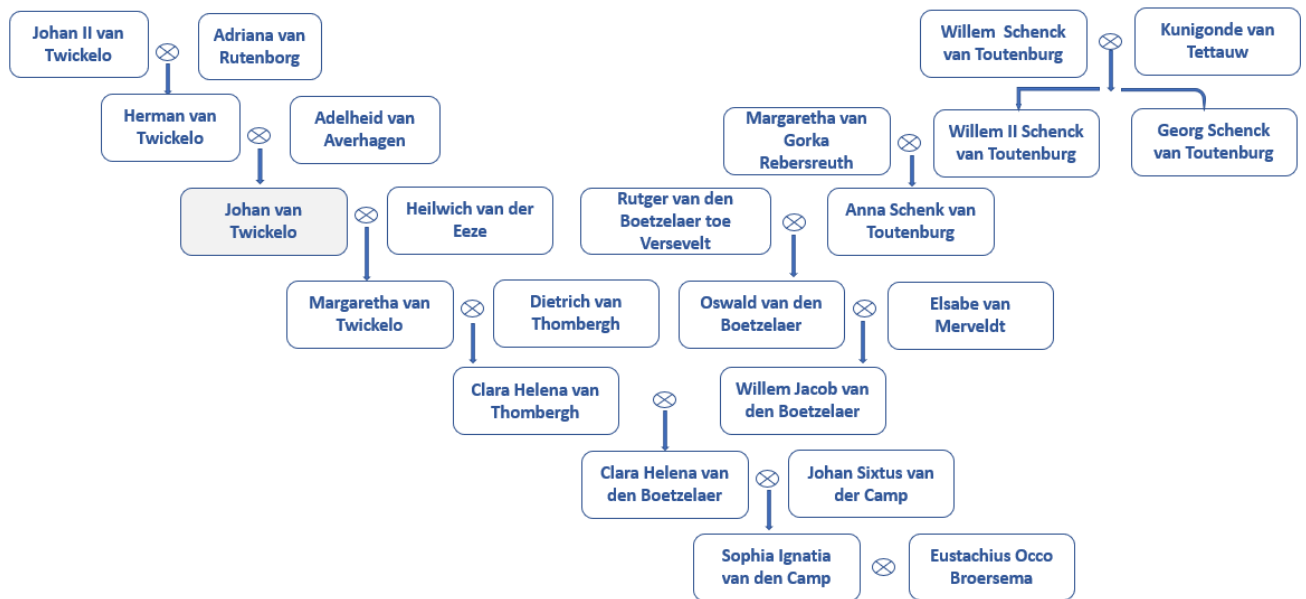 Johan II van
Twickelo
Adriana van
Rutenborg
Willem Schenck
van Toutenburg
Kunigonde van
Tettauw
Herman van
Twickelo
Adelheid van
Averhagen
Margaretha van
Gorka
Rebersreuth
Willem II Schenck
van Toutenburg
Georg Schenck
van Toutenburg
Johan van
Twickelo
Heilwich van der
Eeze
Rutger van den
Boetzelaer toe
Versevelt
Anna Schenk van
Toutenburg
Margaretha van
Twickelo
Dietrich van
Thombergh
Oswald van den
Boetzelaer
Elsabe van
Merveldt
Clara Helena van
Thombergh
Willem Jacob van
den Boetzelaer
Clara Helena van
den Boetzelaer
Johan Sixtus van
der Camp
Sophia Ignatia
van den Camp
Eustachius Occo
Broersema